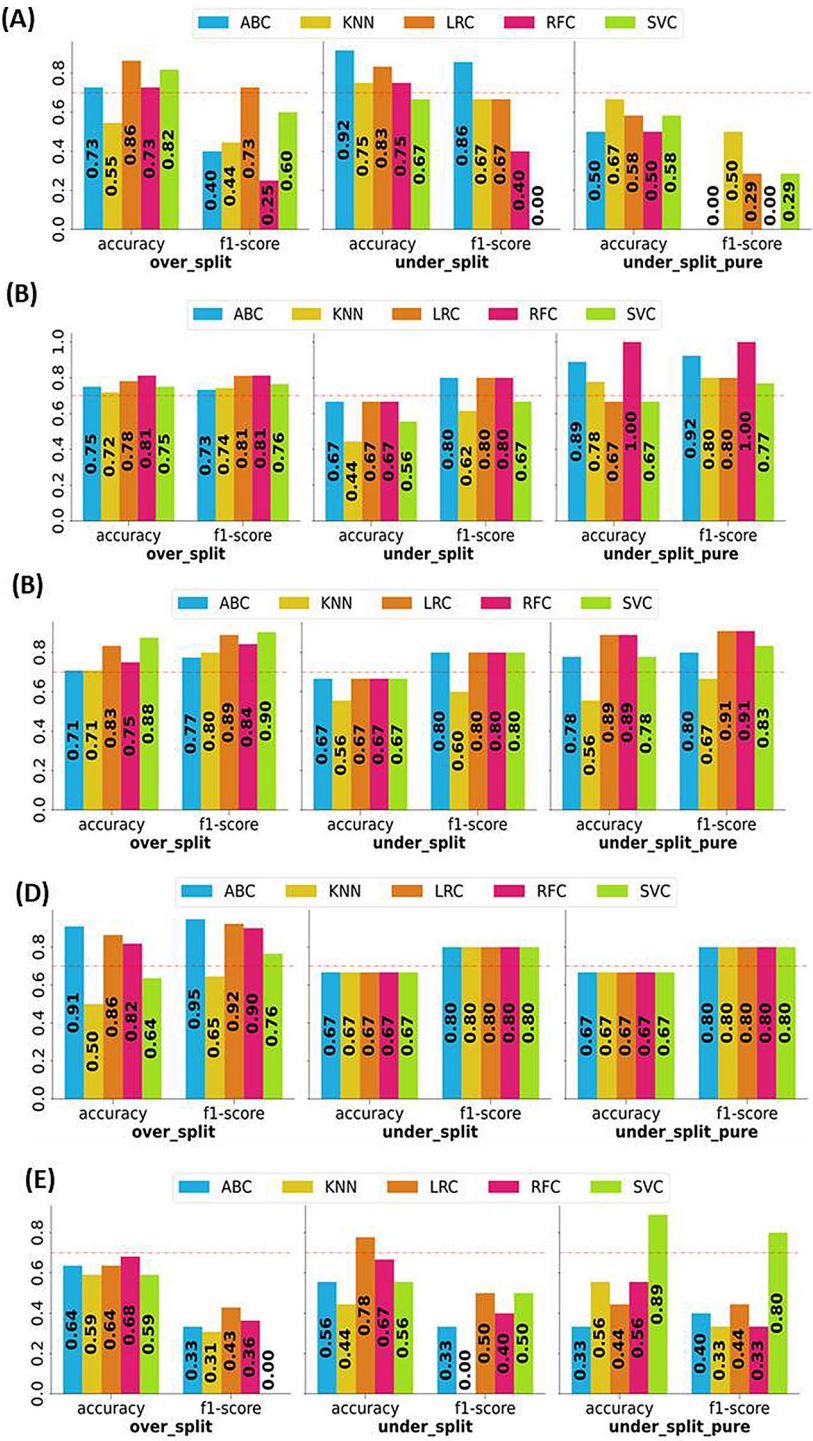 (A)
ABC KNN LRC RFC SVC
0.0 0.2 0.4 0.6 0.8
0.73 0.55 0.86 0.73 0.82 0.40 0.44 0.73 0.25 0.60
0.92 0.75 0.83 0.75 0.67 0.86 0.67 0.67 0.40 0.00
0.50 0.67 0.58 0.50 0.58 0.00 0.50 0.29 0.00 0.29
accuracy f1-score accuracy f1-score accuracy f1-score
over_split under_split under_split_pure
(B)
ABC KNN LRC RFC SVC
0.0 0.2 0.4 0.6 0.8 1.0
0.75 0.72 0.78 0.81 0.75 0.73 0.74 0.81 0.81 0.76
0.67 0.44 0.67 0.67 0.56 0.80 0.62 0.80 0.80 0.67
0.89 0.78 0.67 1.00 0.67 0.92 0.80 0.80 1.00 0.77
accuracy f1-score accuracy f1-score accuracy f1-score
over_split under_split under_split_pure
(B)
ABC KNN LRC RFC SVC
0.0 0.2 0.4 0.6 0.8
0.71 0.71 0.83 0.75 0.88 0.77 0.80 0.89 0.84 0.90
0.67 0.56 0.67 0.67 0.67 0.80 0.60 0.80 0.80 0.80
0.78 0.56 0.89 0.89 0.78 0.80 0.67 0.91 0.91 0.83
accuracy f1-score accuracy f1-score accuracy f1-score
over_split under_split under_split_pure
(D)
ABC KNN LRC RFC SVC
0.0 0.2 0.4 0.6 0.8
0.91 0.50 0.86 0.82 0.64 0.95 0.65 0.92 0.90 0.76
0.67 0.67 0.67 0.67 0.67 0.80 0.80 0.80 0.80 0.80
0.67 0.67 0.67 0.67 0.67 0.80 0.80 0.80 0.80 0.80
accuracy f1-score accuracy f1-score accuracy f1-score
over_split under_split under_split_pure
(E)
ABC KNN LRC RFC SVC
0.0 0.2 0.4 0.6 0.8
0.64 0.59 0.64 0.68 0.59 0.33 0.31 0.43 0.36 0.00
0.56 0.44 0.78 0.67 0.56 0.33 0.00 0.50 0.40 0.50
0.33 0.56 0.44 0.56 0.89 0.40 0.33 0.44 0.33 0.80
accuracy f1-score accuracy f1-score accuracy f1-score
over_split under_split under_split_pure